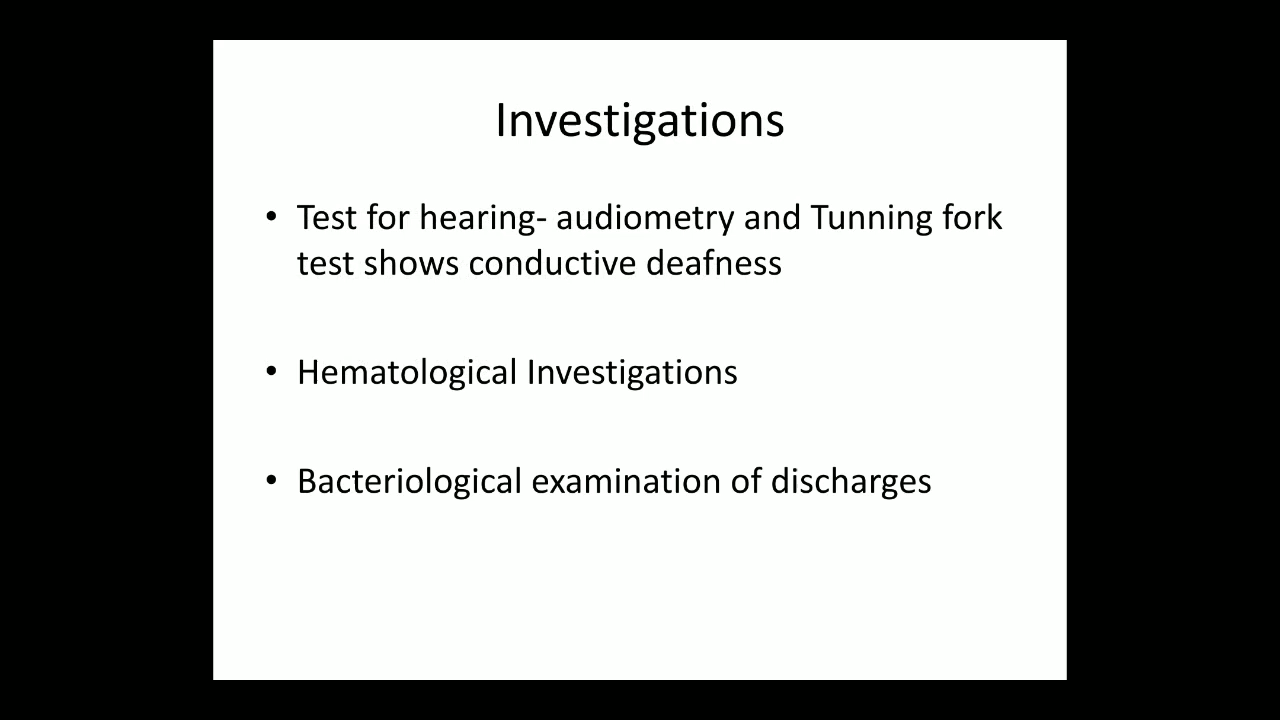 Investigations
• Test for hearing- audiometry and Tunning fork
test shows conductive deafness
• Hematological Investigations
• Bacteriological examination of discharges